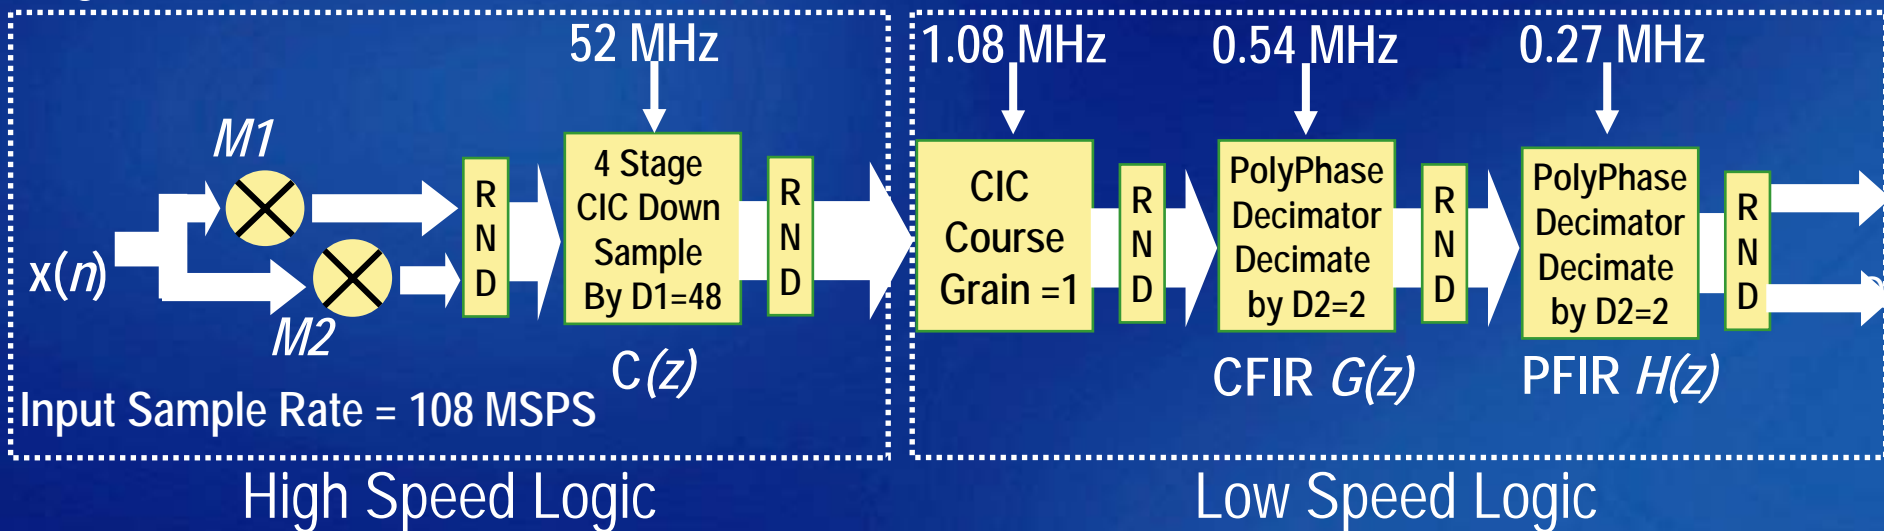 52 MHz
1.08 MHz
0.54 MHz
0.27 MHz
M1
M2
x(n)
R
N
D
4 Stage
CIC Down
Sample
By D1=48
R
N
D
CIC
Course
Grain =1
R
N
D
PolyPhase
Decimator
Decimate
by D2=2
R
N
D
PolyPhase
Decimator
Decimate
by D2=2
R
N
D
C(z)
CFIR G(z)
PFIR H(z)
Input Sample Rate = 108 MSPS
High Speed Logic
Low Speed Logic